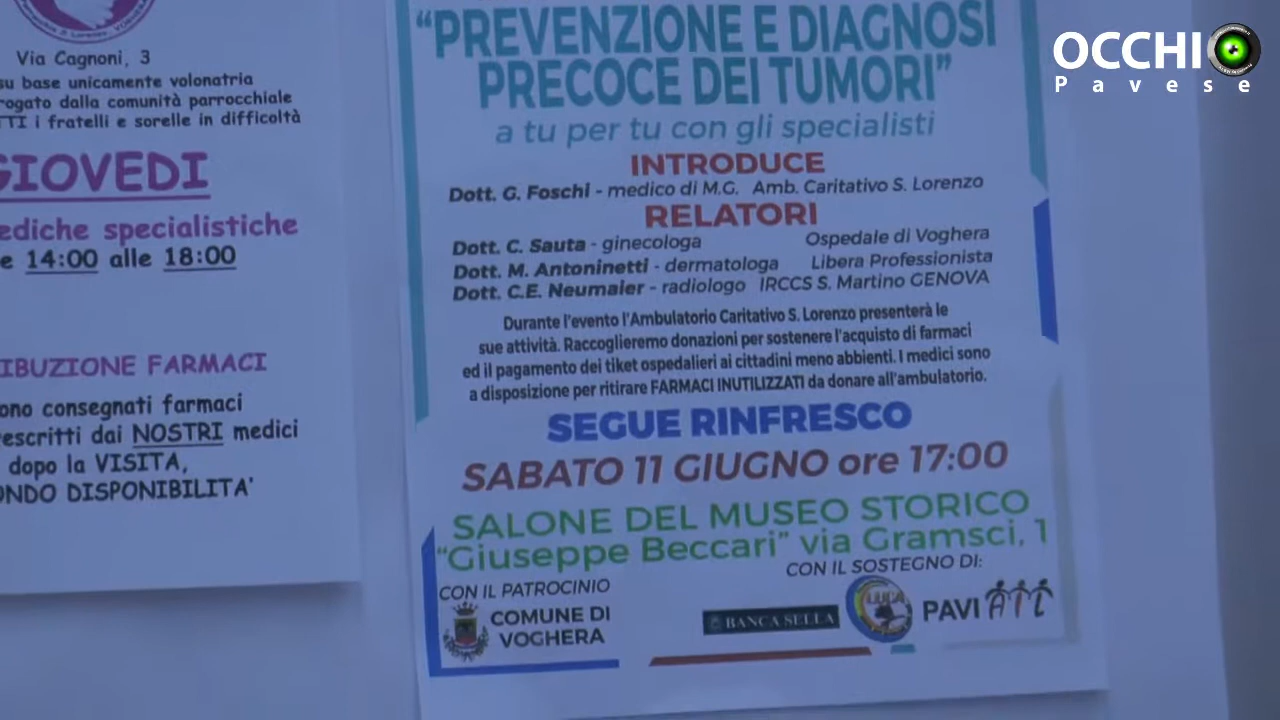 Via Cagnoni, 3
su base unicamente volonatria
rogato dalla comunità parrocchiale
TTI i fratelli e sorelle in difficoltà
GIOVEDI
ediche specialistiche
e 14:00 alle 18:00
IBUZIONE FARMACI
ono consegnati farmaci
escritti dai NOSTRI medici
dopo la VISITA,
ONDO DISPONIBILITA'
"PREVENZIONE E DIAGNOSI
PRECOCE DEI TUMORI"
a tu per tu con gli specialisti
INTRODUCE
Dott. G. Foschi - medico di M.G. Amb. Caritativo S. Lorenzo
RELATORI
Dott. C. Sauta - ginecologa Ospedale di Voghera
Dott. M. Antoninetti - dermatologa Libera Professionista
Dott. C.E. Neumaier - radiologo IRCCS S. Martino GENOVA
Durante l'evento l'Ambulatorio Caritativo S. Lorenzo presenterà le
sue attività. Raccoglieremo donazioni per sostenere l'acquisto di farmaci
ed il pagamento dei tiket ospedalieri ai cittadini meno abbienti. I medici sono
a disposizione per ritirare FARMACI INUTILIZZATI da donare all'ambulatorio.
SEGUE RINFRESCO
SABATO 11 GIUGNO ore 17:00
SALONE DEL MUSEO STORICO
"Giuseppe Beccari" via Gramsci, 1
CON IL PATROCINIO
COMUNE DI
VOGHERA
CON IL SOSTEGNO DI:
BANCA SELLA
PAVI AIL
OCCHIO
Pavese